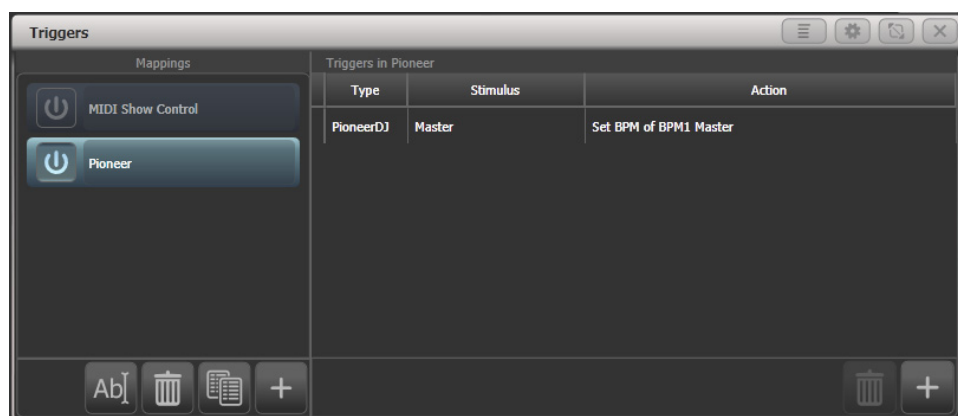 Triggers
Mappings
MIDI Show Control
Pioneer
Abl
Triggers in Pioneer
Type Stimulus Action
PioneerDJ Master Set BPM of BPM1 Master